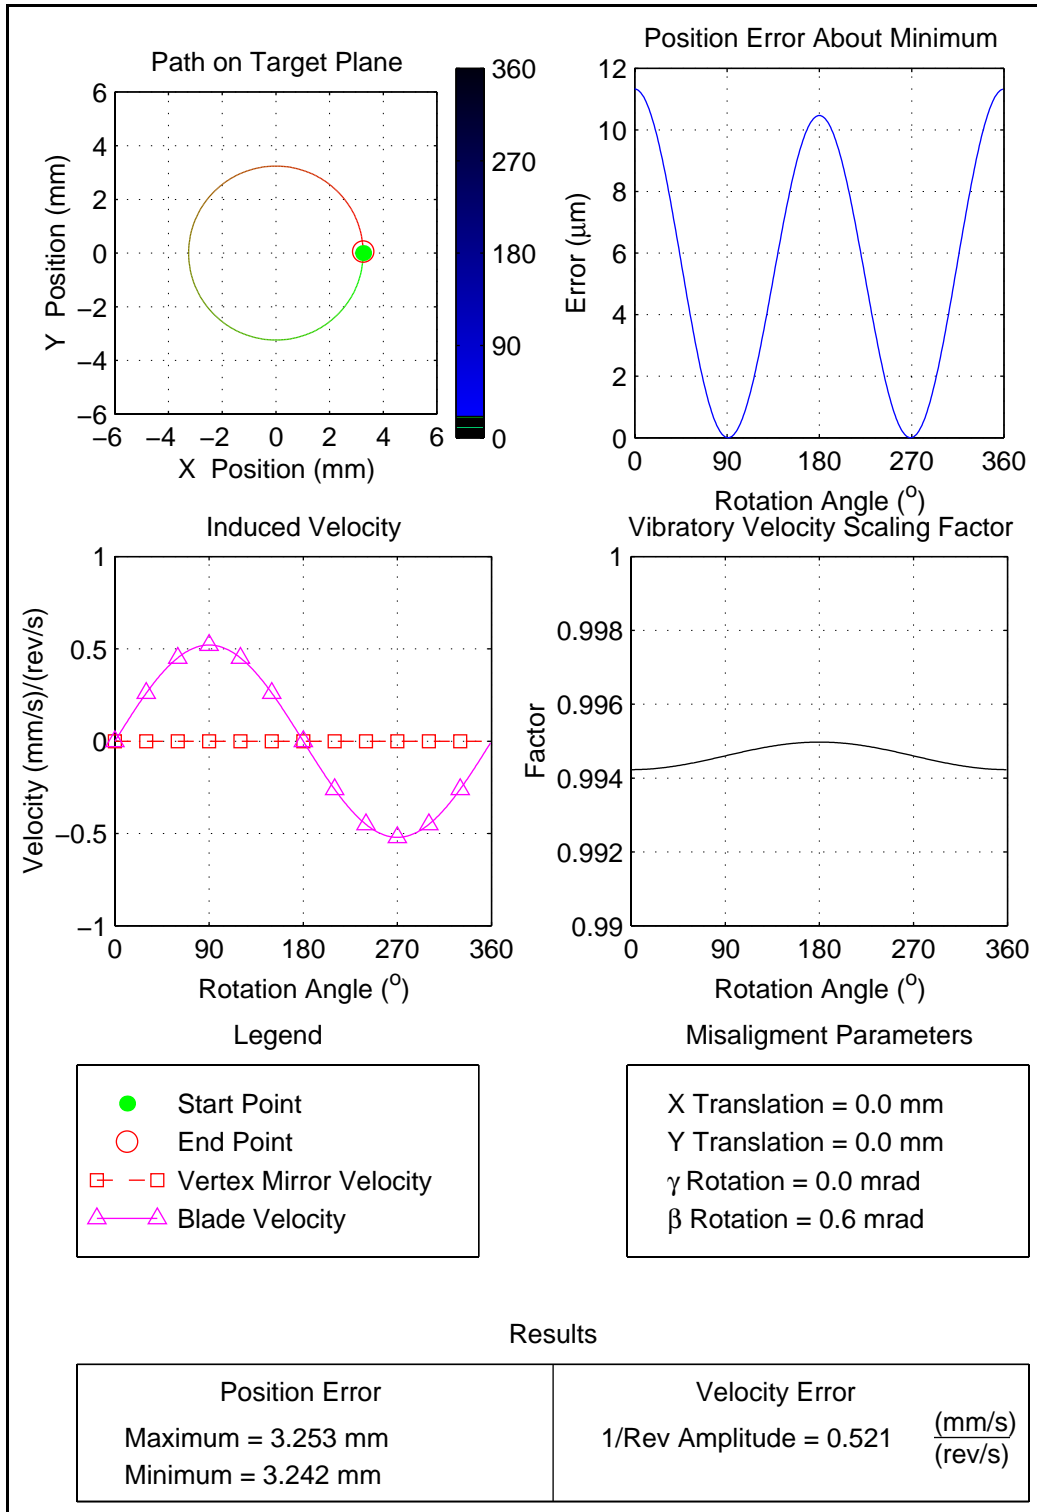 Path on Target Plane
6
4
2
0
−2
−4
−6
−6 −4 −2 0 2 4 6
X Position (mm)
Y Position (mm)
360
270
180
90
0
Position Error About Minimum
12
10
8
6
4
2
0
0 90 180 270 360
Rotation Angle (o)
Error (μm)
Induced Velocity
1
0.5
0
−0.5
−1
0 90 180 270 360
Rotation Angle (o)
Velocity (mm/s)/(rev/s)
Vibratory Velocity Scaling Factor
1
0.998
0.996
0.994
0.992
0.99
0 90 180 270 360
Rotation Angle (o)
Factor
Legend
Start Point
End Point
Vertex Mirror Velocity
Blade Velocity
Misaligment Parameters
X Translation = 0.0 mm
Y Translation = 0.0 mm
γ Rotation = 0.0 mrad
β Rotation = 0.6 mrad
Results
Position Error
Maximum = 3.253 mm
Minimum = 3.242 mm
Velocity Error
1/Rev Amplitude = 0.521 (mm/s)
(rev/s)